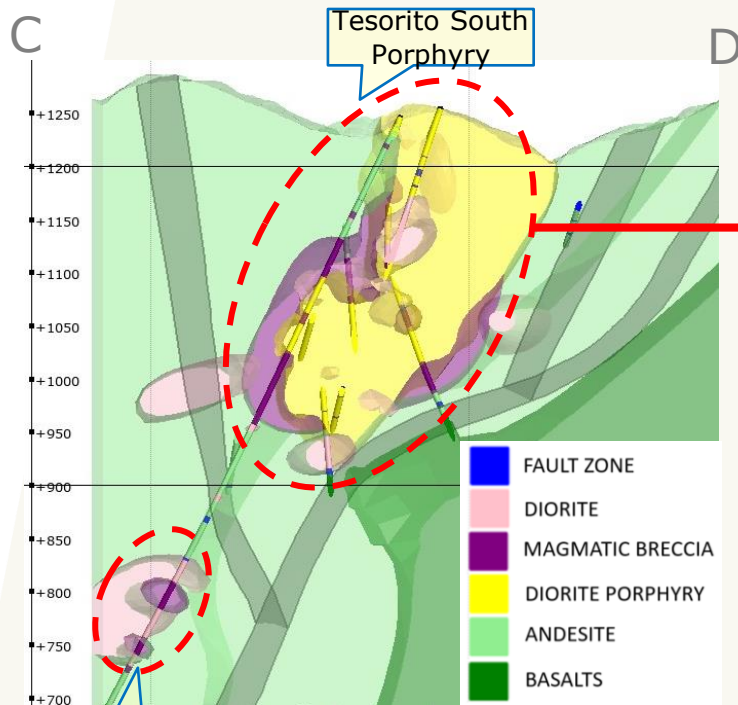 C
Tesorito South
Porphyry
D
+1250
+1200
+1150
+1100
+1050
+1000
+950
+900
+850
+800
+750
+700
FAULT ZONE
DIORITE
MAGMATIC BRECCIA
DIORITE PORPHYRY
ANDESITE
BASALTS